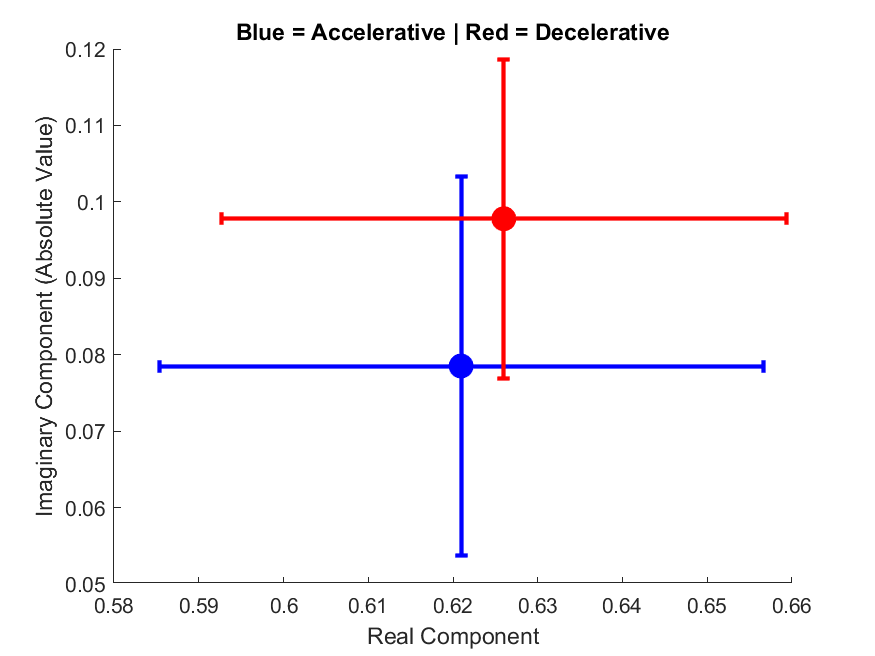 Blue = Accelerative | Red = Decelerative
Imaginary Component (Absolute Value)
0.12
0.11
0.1
0.09
0.08
0.07
0.06
0.05
0.58 0.59 0.6 0.61 0.62 0.63 0.64 0.65 0.66
Real Component